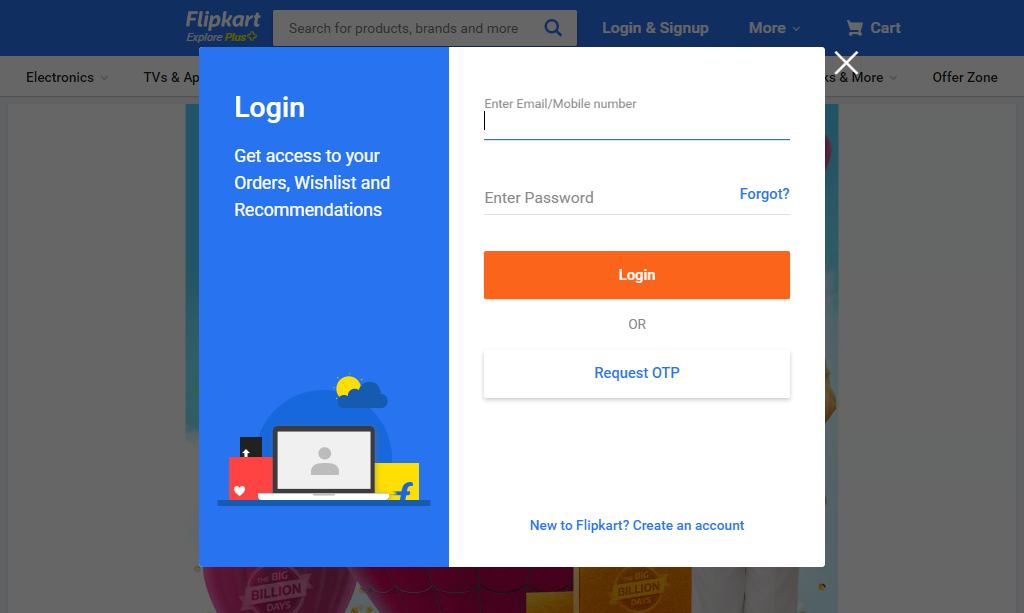 Flipkart
Explore Plus
Search for products, brands and more
Login & Signup
More
Cart
Electronics
TVs &
& More
Offer Zone
Login
Get access to your
Orders, Wishlist and
Recommendations
Enter Email/Mobile number
Enter Password
Forgot?
Login
OR
Request OTP
New to Flipkart? Create an account
THE BIG
BILLION
DAYS
THE BIG
BILLION
DAYS